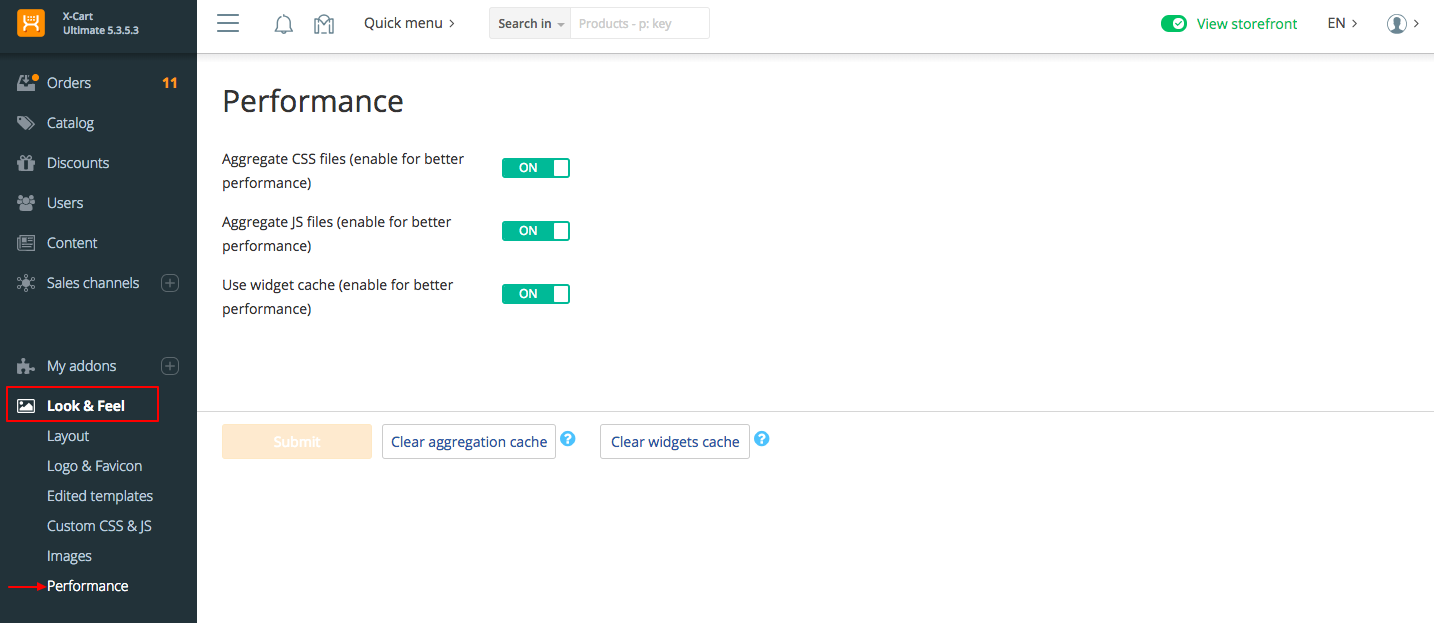 X-Cart
Ultimate 5.3.5.3
Quick menu
Search in
Products - p: key
View storefront
EN
Orders
11
Catalog
Discounts
Users
Content
Sales channels
My addons
Look & Feel
Layout
Logo & Favicon
Edited templates
Custom CSS & JS
Images
Performance
Performance
Aggregate CSS files (enable for better
performance)
ON
Aggregate JS files (enable for better
performance)
ON
Use widget cache (enable for better
performance)
ON
Submit
Clear aggregation cache
?
Clear widgets cache
?